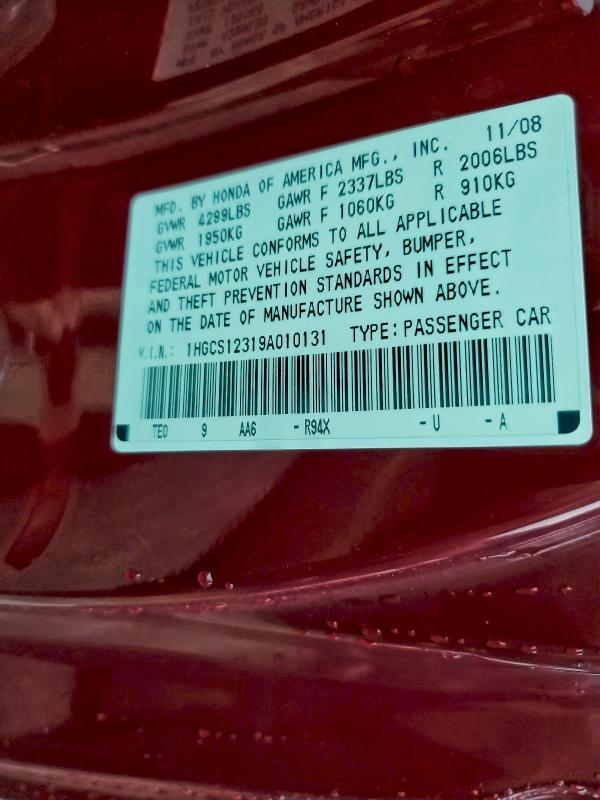 MFD. BY HONDA OF AMERICA MFG., INC. 11/08
GVWR 4299LBS GAWR F 2337LBS R 2006LBS
GVWR 1950KG GAWR F 1060KG R 910KG
THIS VEHICLE CONFORMS TO ALL APPLICABLE
FEDERAL MOTOR VEHICLE SAFETY, BUMPER,
AND THEFT PREVENTION STANDARDS IN EFFECT
ON THE DATE OF MANUFACTURE SHOWN ABOVE.
V.I.N.: 1HGCS12319A010131 TYPE:PASSENGER CAR
TE0 9 AA6 -R94X -U -A